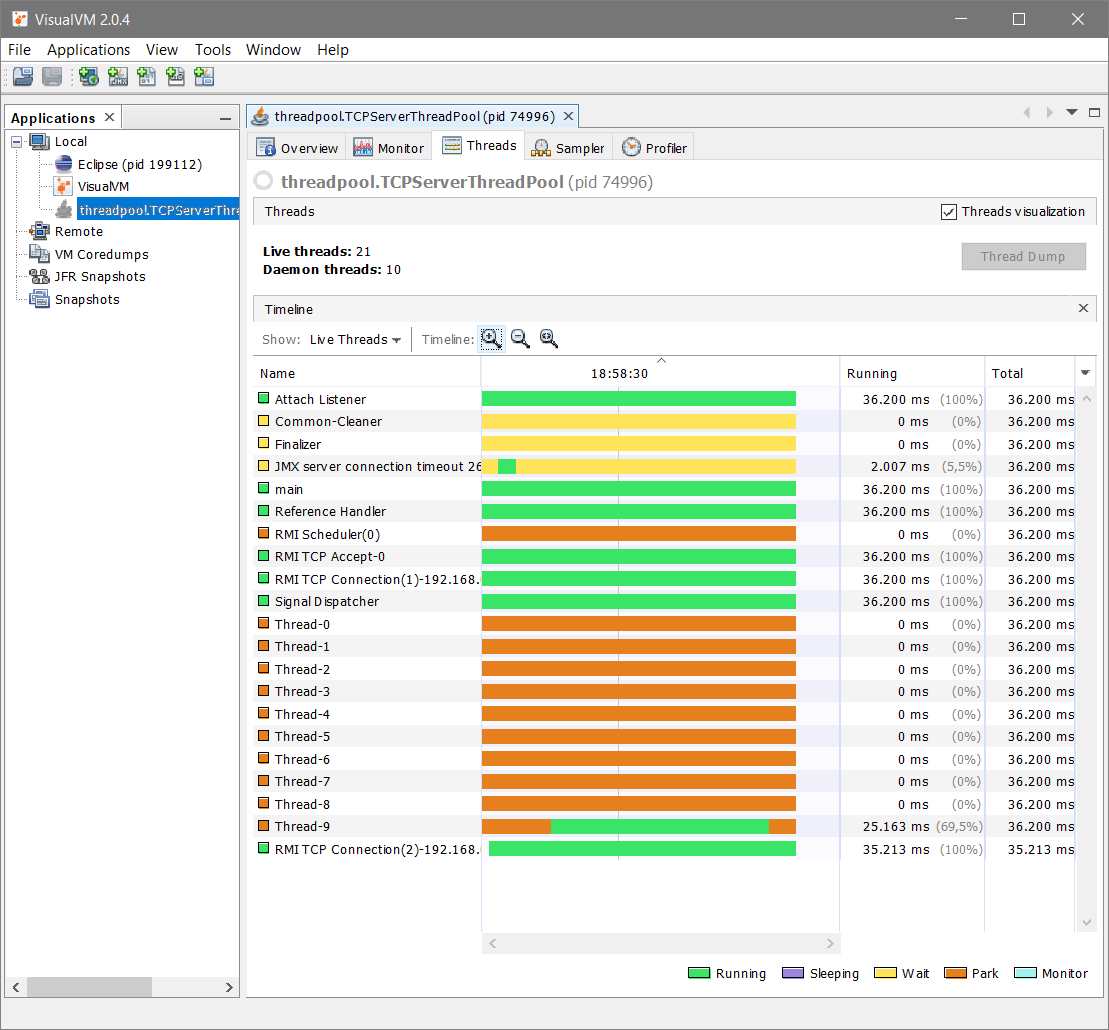 VisualVM 2.0.4
File Applications View Tools Window Help
Applications
Local
Eclipse (pid 199112)
VisualVM
threadpool.TCPServerThre
Remote
VM Coredumps
JFR Snapshots
Snapshots
threadpool.TCPServerThreadPool (pid 74996)
Overview Monitor Threads Sampler Profiler
threadpool.TCPServerThreadPool (pid 74996)
Threads Threads visualization
Live threads: 21
Daemon threads: 10
Thread Dump
Timeline
Show: Live Threads Timeline:
Name 18:58:30 Running Total
Attach Listener 36.200 ms (100%) 36.200 ms
Common-Cleaner 0 ms (0%) 36.200 ms
Finalizer 0 ms (0%) 36.200 ms
JMX server connection timeout 26 2.007 ms (5,5%) 36.200 ms
main 36.200 ms (100%) 36.200 ms
Reference Handler 36.200 ms (100%) 36.200 ms
RMI Scheduler(0) 0 ms (0%) 36.200 ms
RMI TCP Accept-0 36.200 ms (100%) 36.200 ms
RMI TCP Connection(1)-192.168. 36.200 ms (100%) 36.200 ms
Signal Dispatcher 36.200 ms (100%) 36.200 ms
Thread-0 0 ms (0%) 36.200 ms
Thread-1 0 ms (0%) 36.200 ms
Thread-2 0 ms (0%) 36.200 ms
Thread-3 0 ms (0%) 36.200 ms
Thread-4 0 ms (0%) 36.200 ms
Thread-5 0 ms (0%) 36.200 ms
Thread-6 0 ms (0%) 36.200 ms
Thread-7 0 ms (0%) 36.200 ms
Thread-8 0 ms (0%) 36.200 ms
Thread-9 25.163 ms (69,5%) 36.200 ms
RMI TCP Connection(2)-192.168. 35.213 ms (100%) 35.213 ms
Running Sleeping Wait Park Monitor